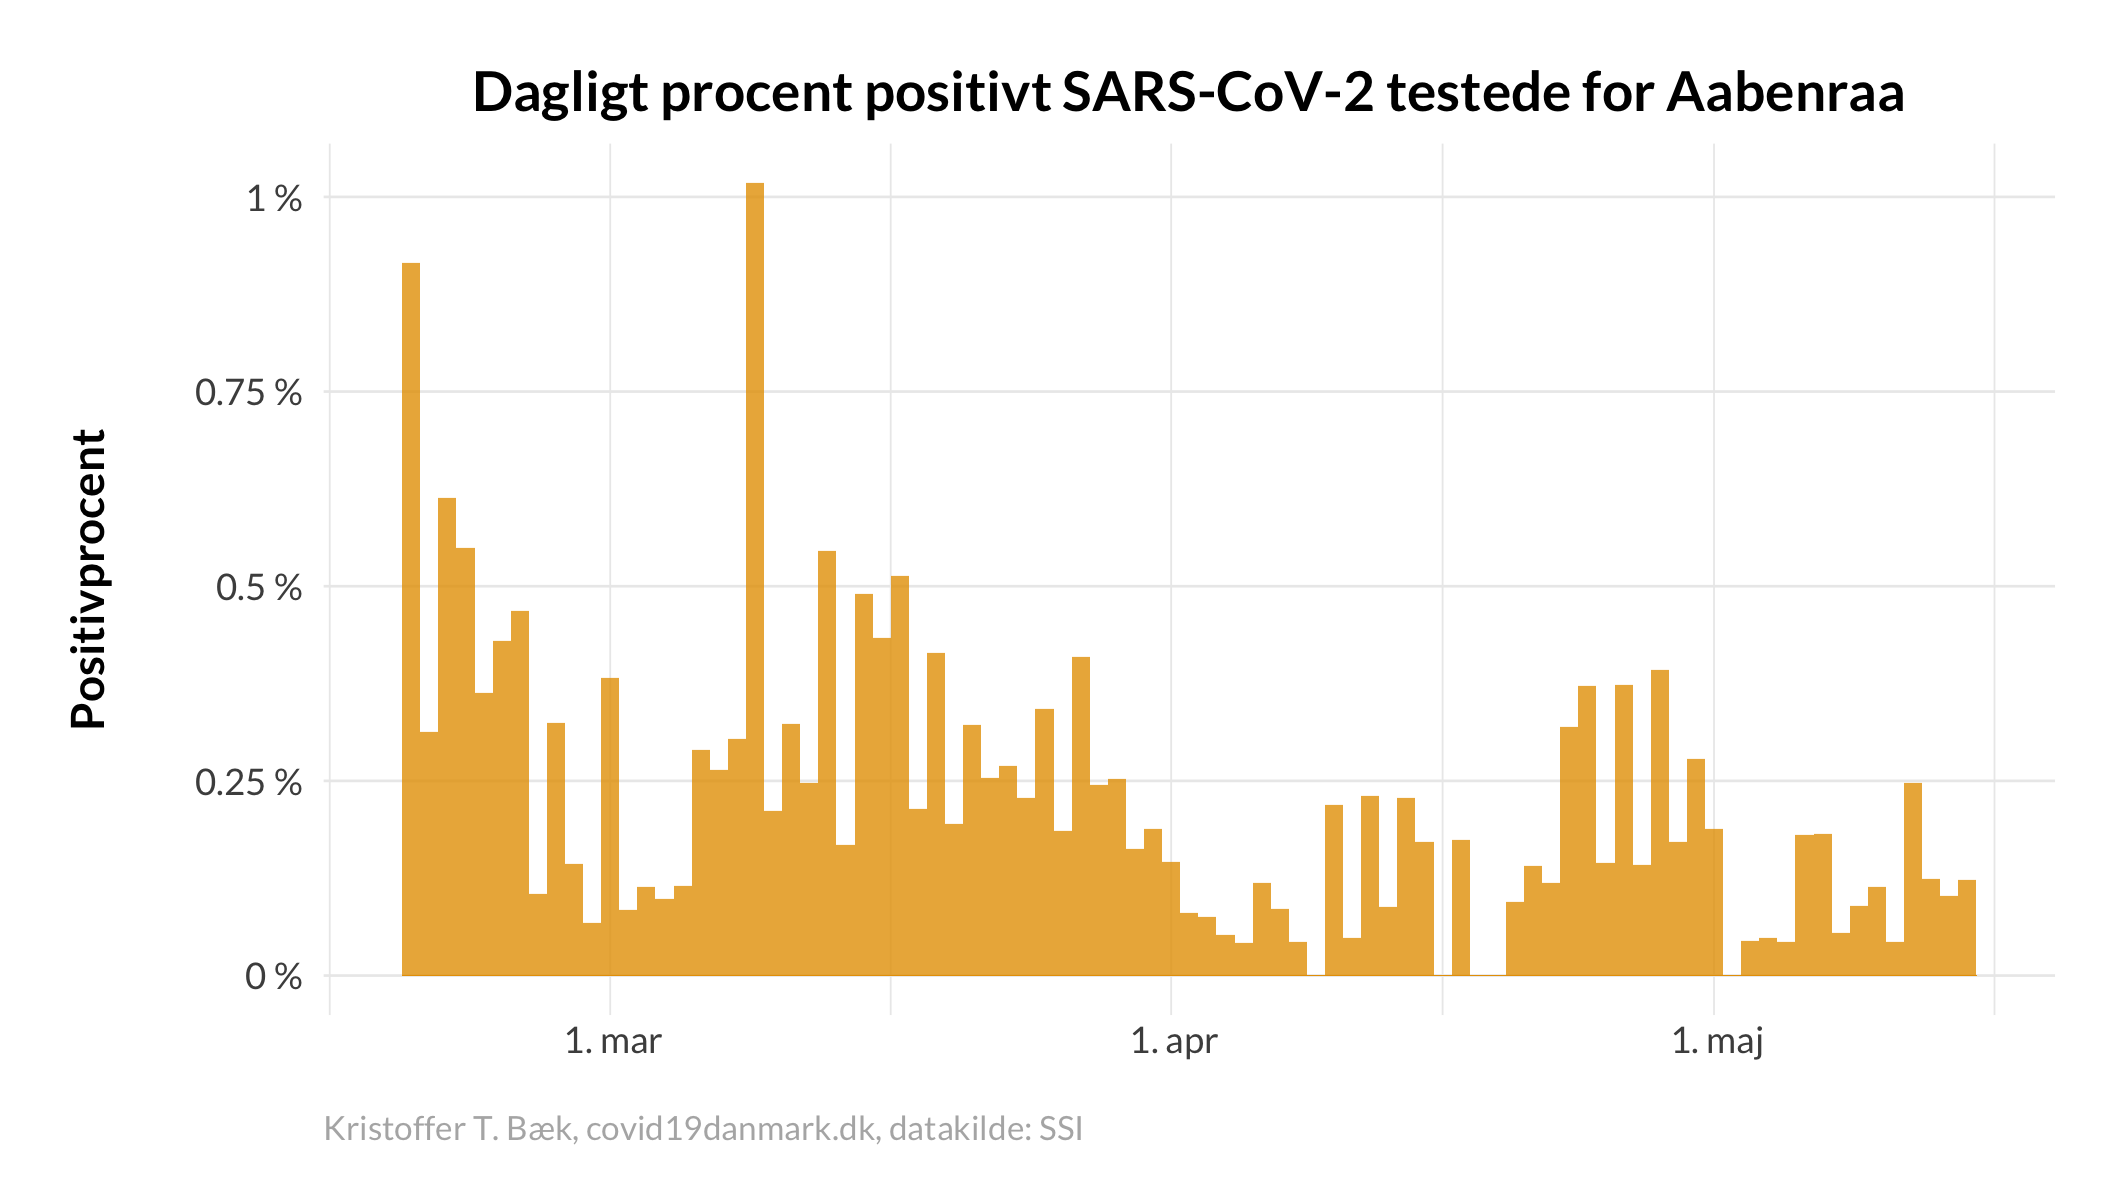 Dagligt procent positivt SARS-CoV-2 testede for Aabenraa
Positivprocent
1 %
0.75 %
0.5 %
0.25 %
0 %
1. mar
1. apr
1. maj
Kristoffer T. Bæk, covid19danmark.dk, datakilde: SSI